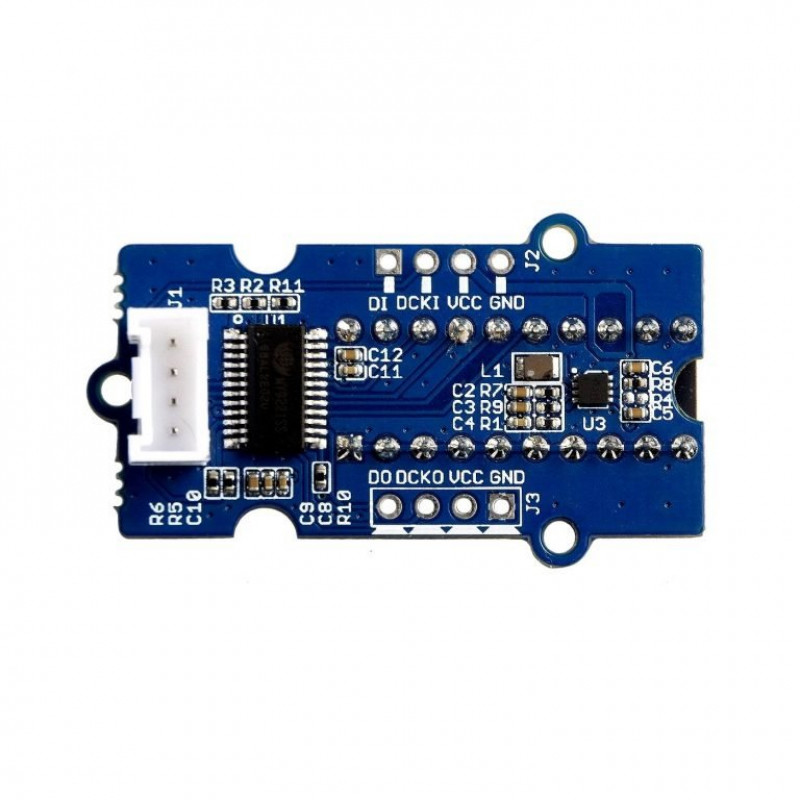 J2
DI DCKI VCC GND
R3 R2 R11
J1
U1
C12
C11
L1
C2 R7
C3 R9
C4 R1
U3
C6
R8
R4
C5
DO DCKO VCC GND
J3
R6
R5
C10
C9
C8
R10